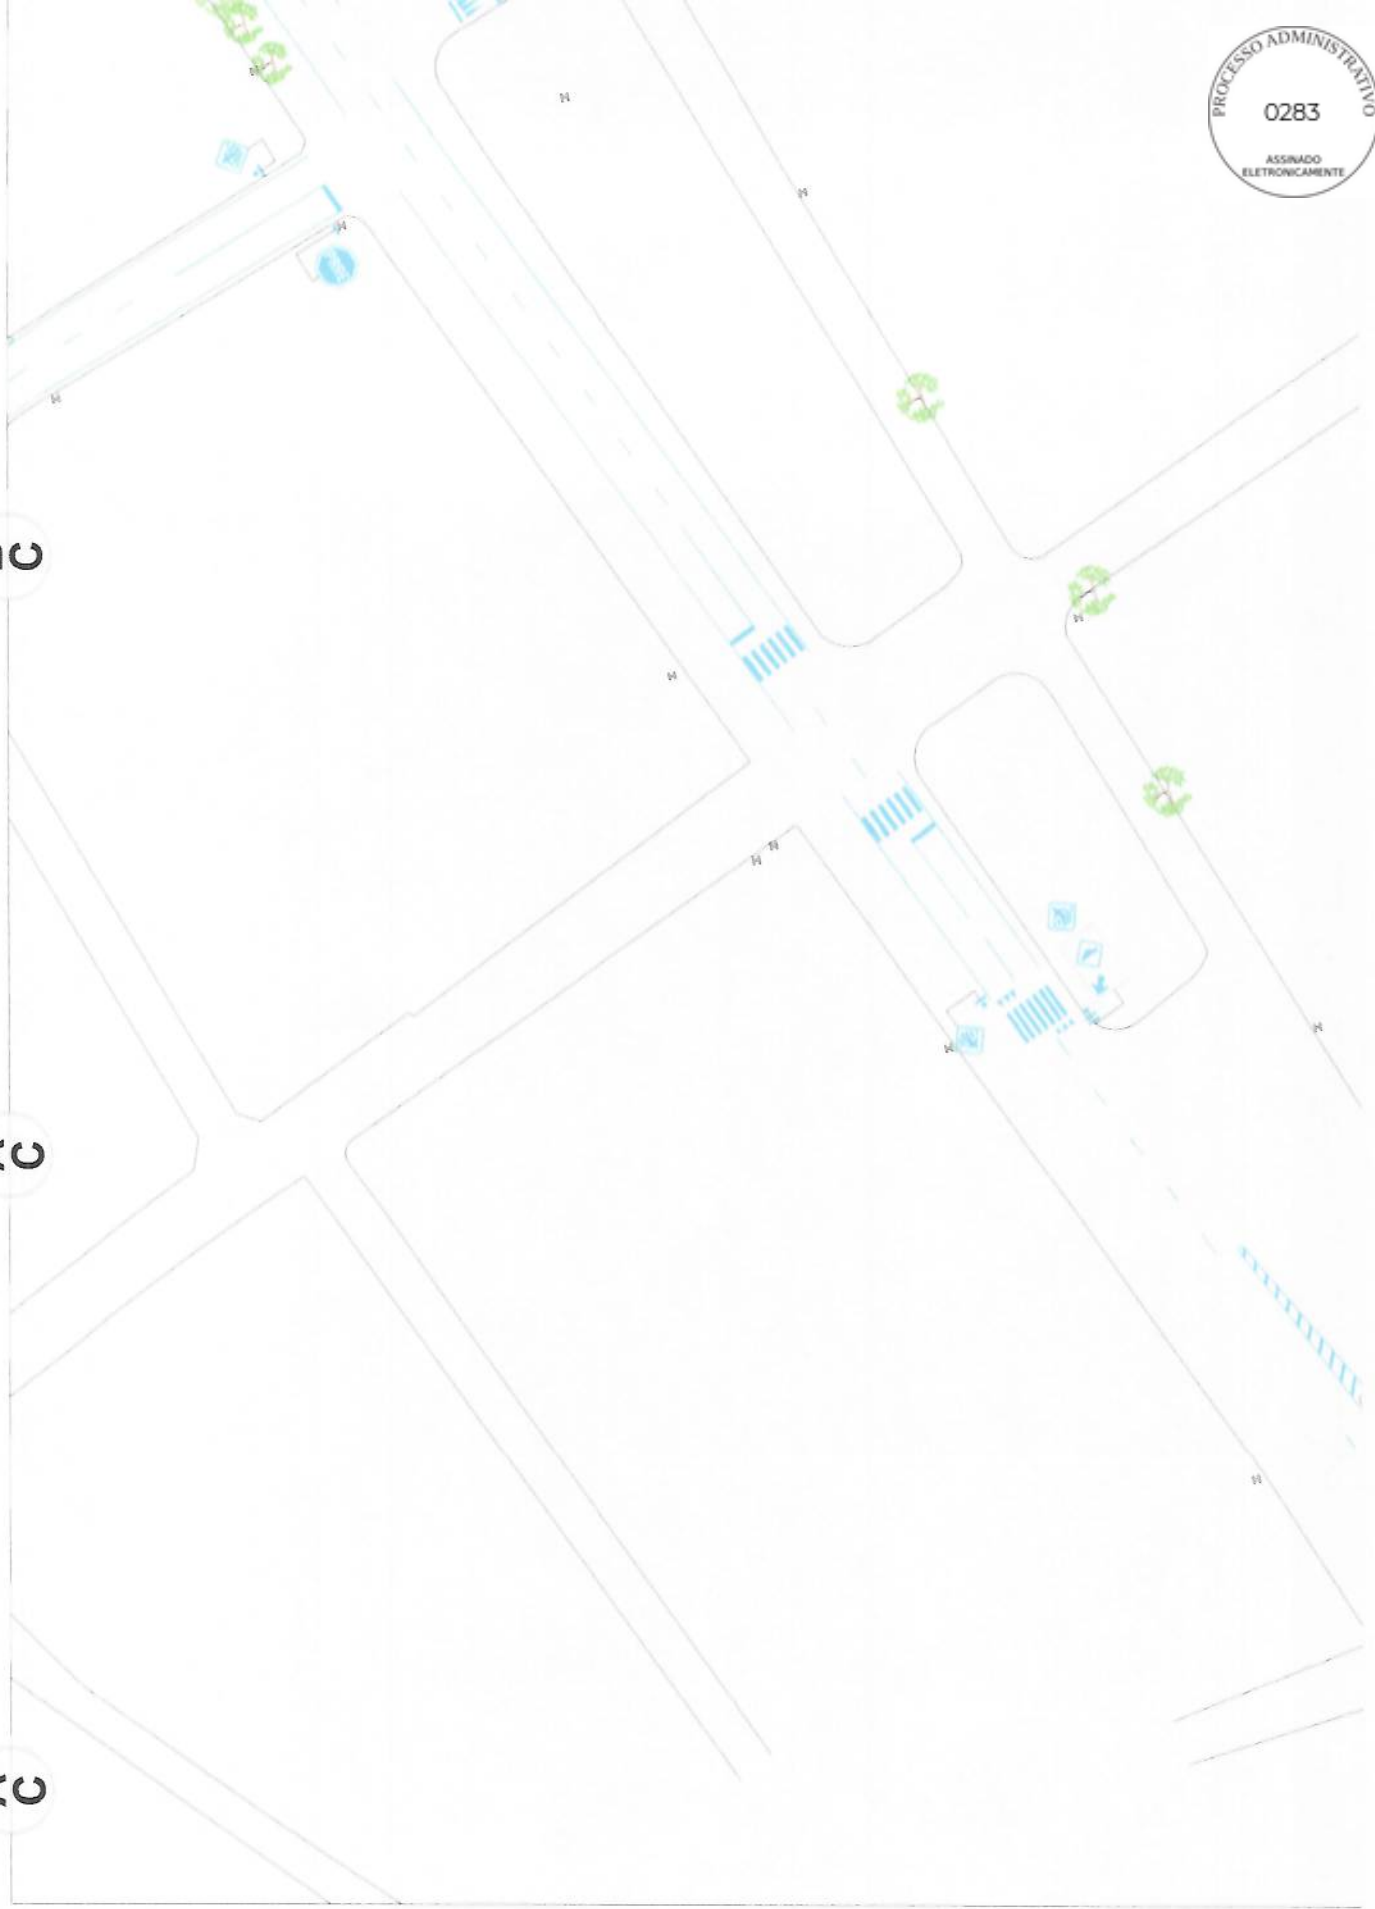 PROCESSO ADMINISTRATIVO
0283
ASSINADO
ELETRONICAMENTE
C
C
C